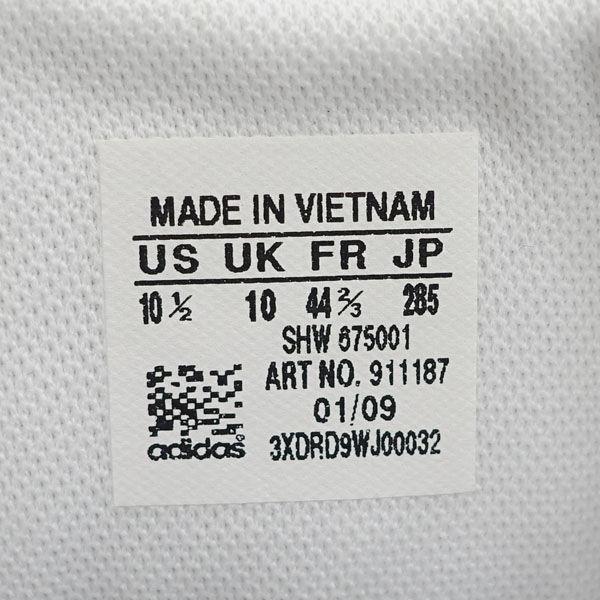 MADE IN VIETNAM
US UK FR JP
10 ½ 10 44 ⅔ 285
SHW 675001
ART NO. 911187
01/09
adidas 3XDRD9WJ00032